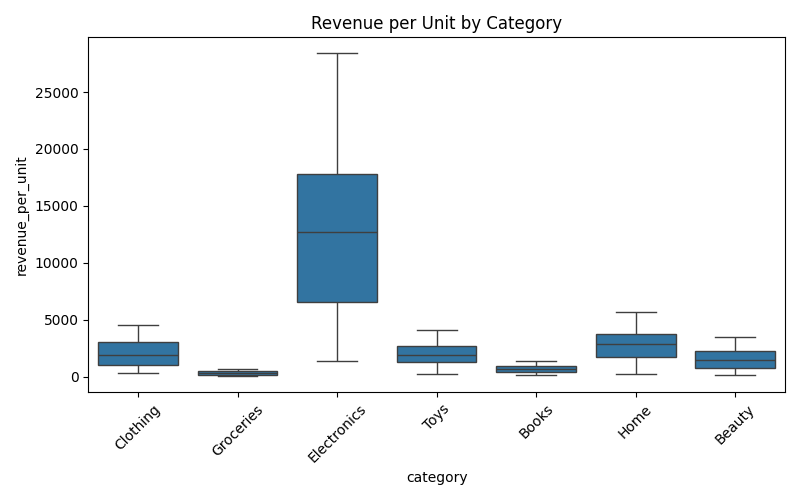 Revenue per Unit by Category
revenue_per_unit
25000
20000
15000
10000
5000
0
Clothing
Groceries
Electronics
Toys
Books
Home
Beauty
category